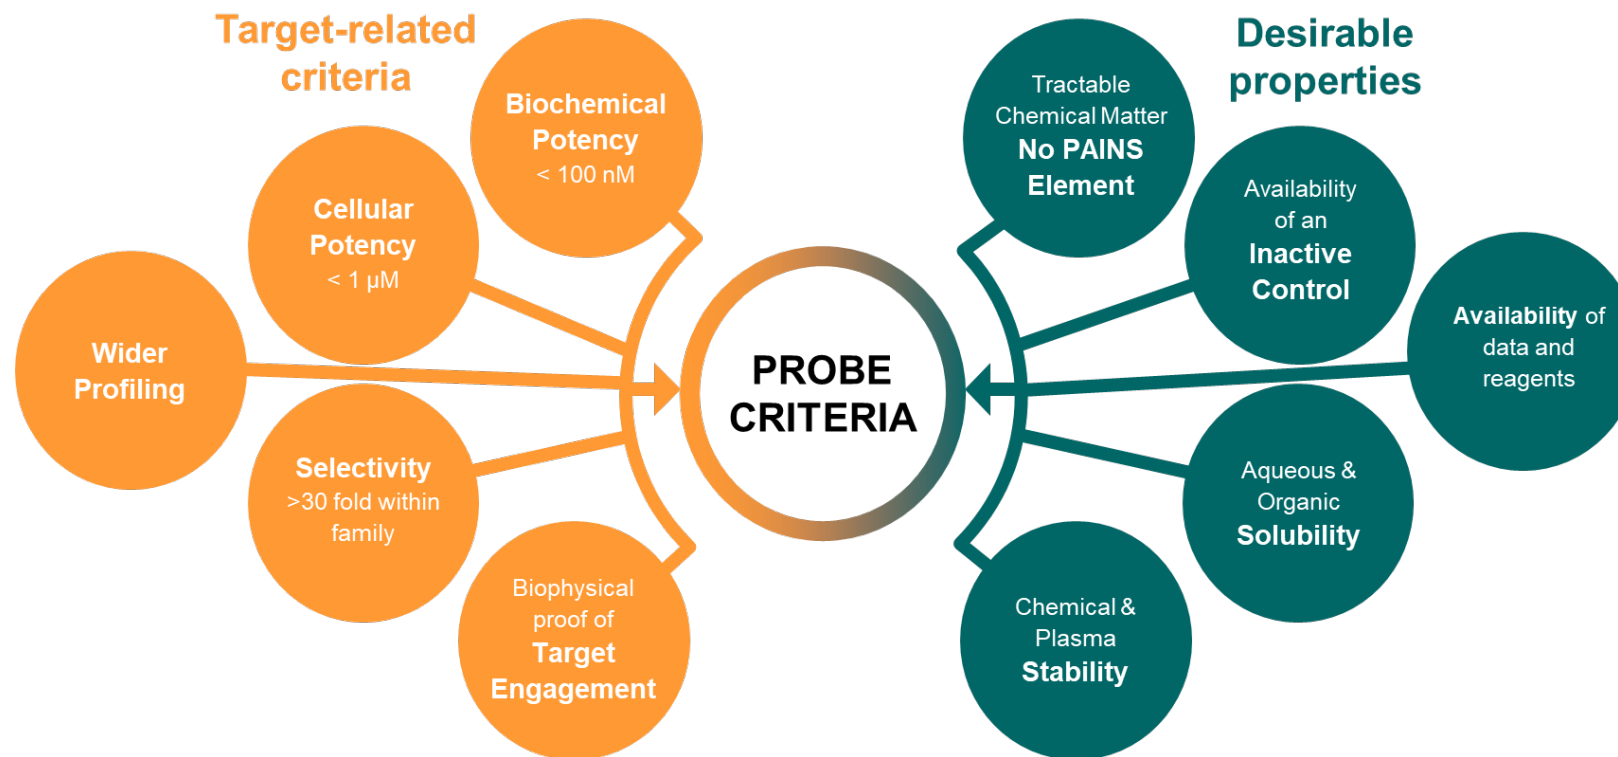 Target-related
criteria
Biochemical
Potency
< 100 nM
Cellular
Potency
< 1 µM
Wider
Profiling
Selectivity
>30 fold within
family
Biophysical
proof of
Target
Engagement
PROBE
CRITERIA
Desirable
properties
Tractable
Chemical Matter
No PAINS
Element
Availability
of an
Inactive
Control
Availability of
data and
reagents
Aqueous &
Organic
Solubility
Chemical &
Plasma
Stability